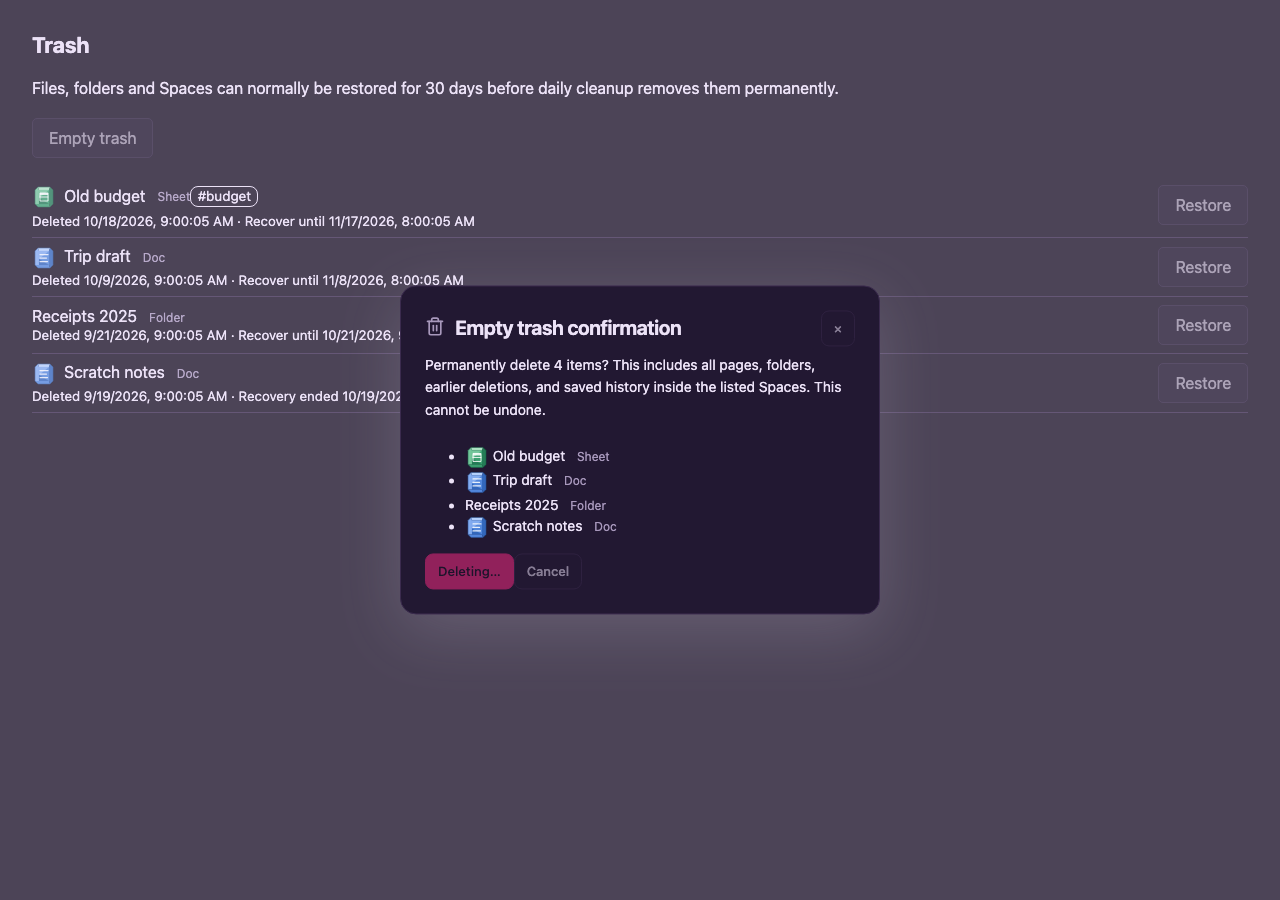 Trash
Files, folders and Spaces can normally be restored for 30 days before daily cleanup removes them permanently.
Empty trash
Old budget Sheet #budget
Deleted 10/18/2026, 9:00:05 AM · Recover until 11/17/2026, 8:00:05 AM
Restore
Trip draft Doc
Deleted 10/9/2026, 9:00:05 AM · Recover until 11/8/2026, 8:00:05 AM
Restore
Receipts 2025 Folder
Deleted 9/21/2026, 9:00:05 AM · Recover until 10/21/2026,
Restore
Scratch notes Doc
Deleted 9/19/2026, 9:00:05 AM · Recovery ended 10/19/202
Restore
Empty trash confirmation
×
Permanently delete 4 items? This includes all pages, folders,
earlier deletions, and saved history inside the listed Spaces. This
cannot be undone.
• Old budget Sheet
• Trip draft Doc
• Receipts 2025 Folder
• Scratch notes Doc
Deleting... Cancel